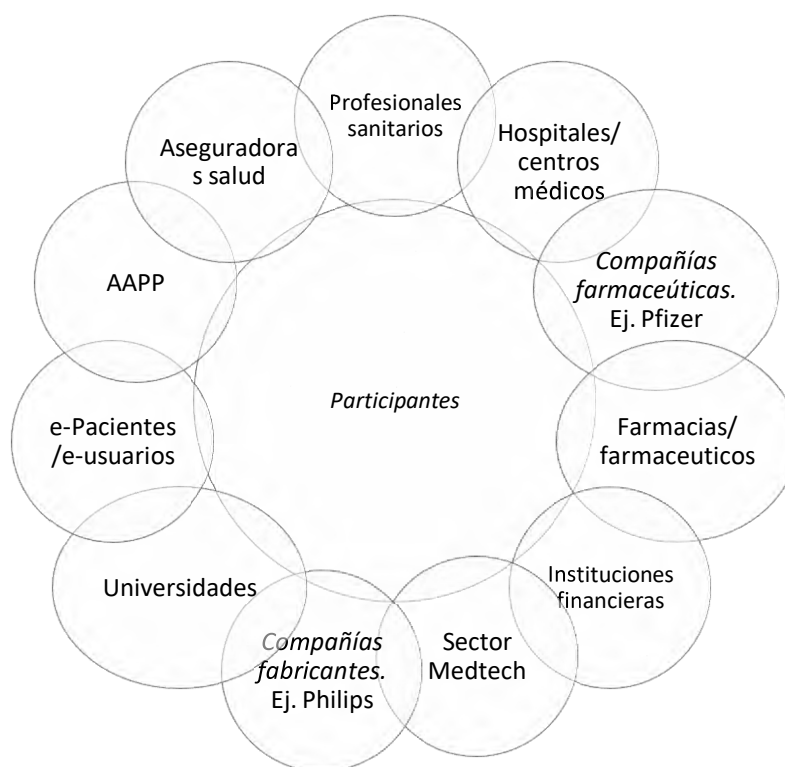 Profesionales
sanitarios
Hospitales/
centros
médicos
Compañías
farmaceúticas.
Ej. Pfizer
Farmacias/
farmaceuticos
Instituciones
financieras
Sector
Medtech
Compañías
fabricantes.
Ej. Philips
Universidades
e-Pacientes
/e-usuarios
AAPP
Aseguradora
s salud
Participantes